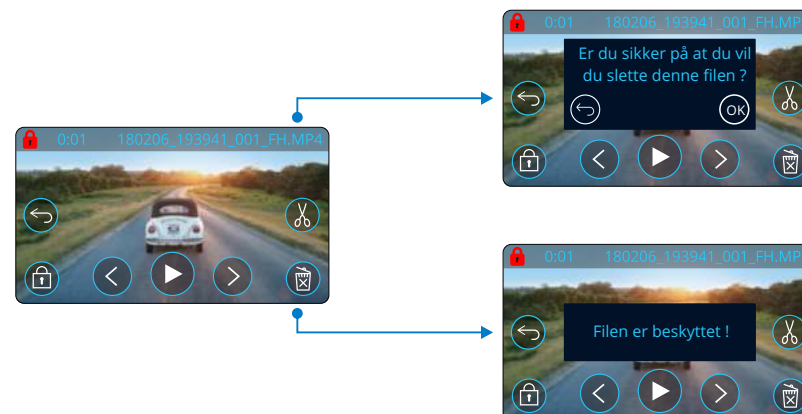 0:01 180206_193941_001_FH.MP4
0:01 180206_193941_001_FH.MP
Er du sikker på at du vil
du slette denne filen ?
OK
0:01 180206_193941_001_FH.MP
Filen er beskyttet !